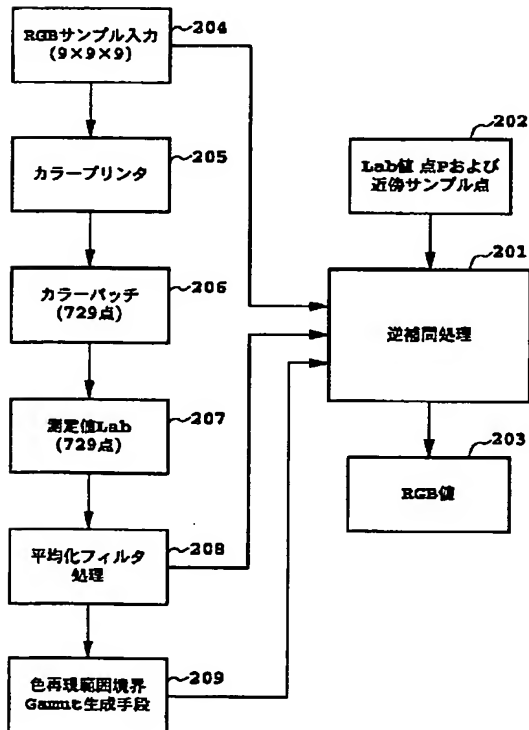 RGBサンプル入力
(9×9×9)
204
カラープリンタ
205
カラーパッチ
(729点)
206
測定値Lab
(729点)
207
平均化フィルタ
処理
208
色再現範囲境界
Gamut生成手段
209
202
Lab値 点Pおよび
近傍サンプル点
201
逆補間処理
203
RGB値